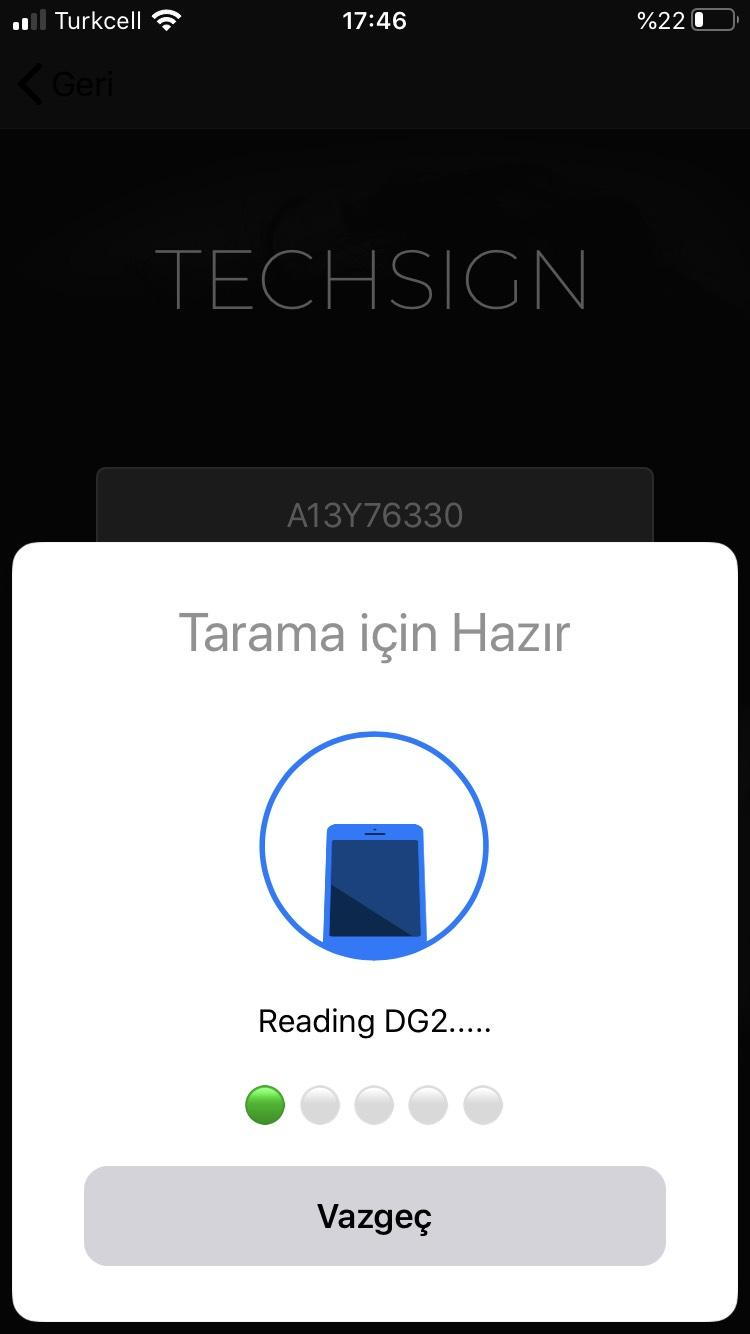 Turkcell 17:46 %22
Geri
TECHSIGN
A13Y76330
Tarama için Hazır
Reading DG2.....
Vazgeç